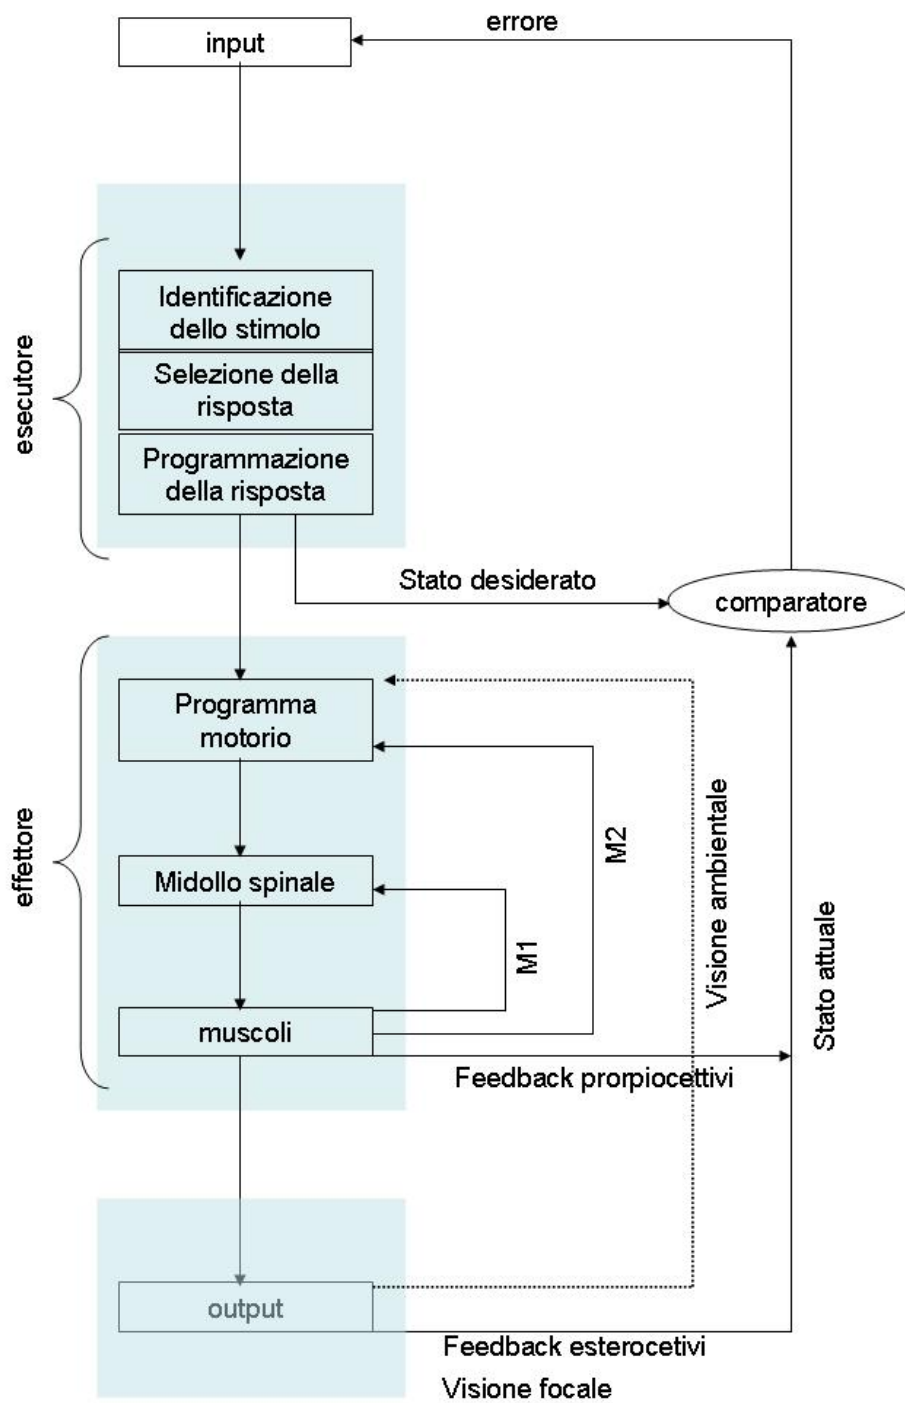 errore
input
Identificazione
dello stimolo
Selezione della
risposta
Programmazione
della risposta
esecutore
Stato desiderato
comparatore
Programma
motorio
Midollo spinale
muscoli
effettore
M1
M2
Visione ambientale
Stato attuale
Feedback prorpiocettivi
output
Feedback esterocetivi
Visione focale